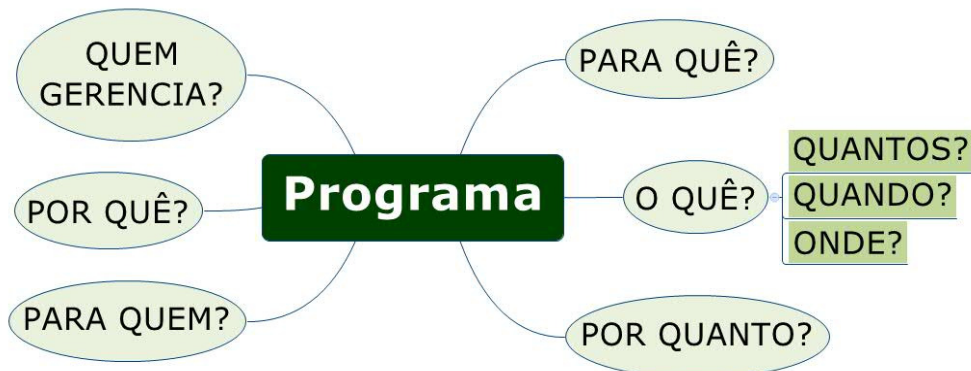 QUEM
GERENCIA?
POR QUÊ?
PARA QUEM?
Programa
PARA QUÊ?
O QUÊ?
QUANTOS?
QUANDO?
ONDE?
POR QUANTO?